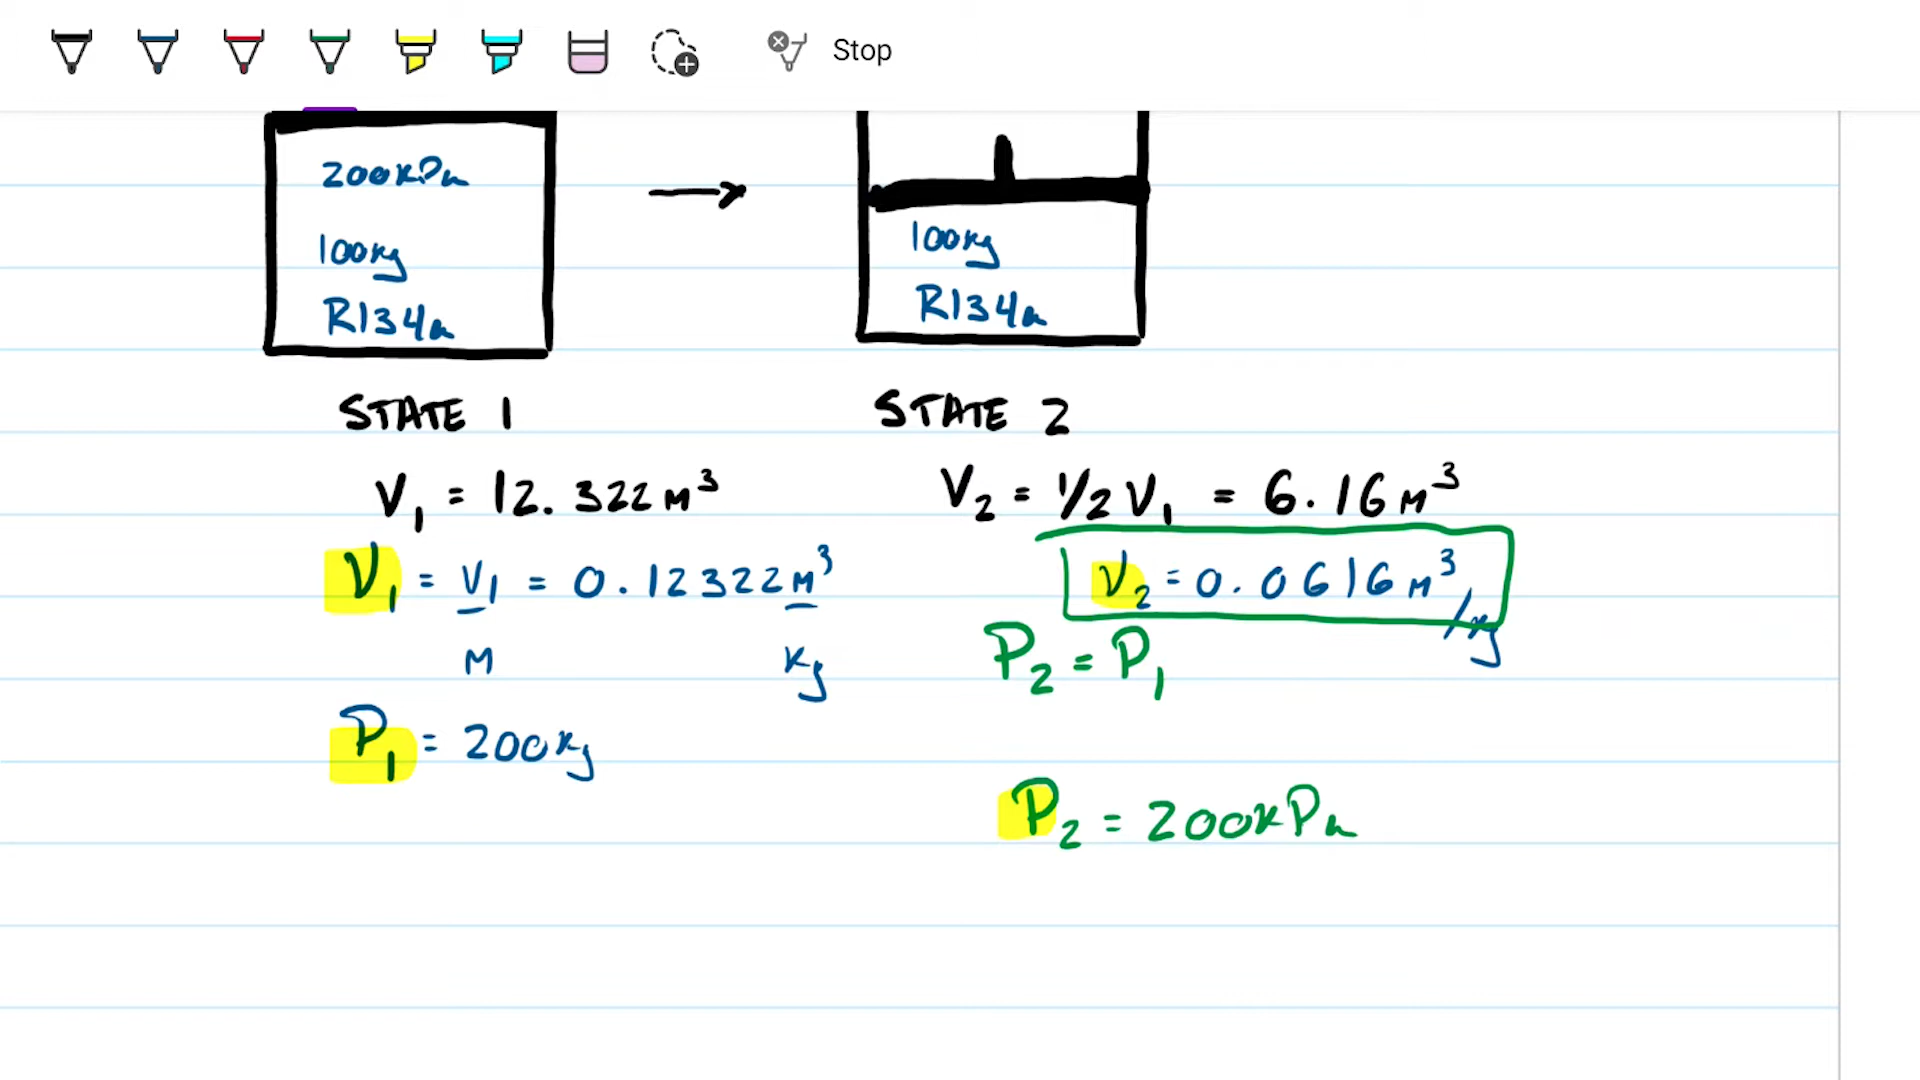 Stop
200kPa
100kg
R134a
100kg
R134a
STATE 1
STATE 2
V₁ = 12.322 m³
V₂ = 1/2 V₁ = 6.16 m³
V₁ = V₁/M = 0.12322 m³/kg
V₂ = 0.0616 m³/kg
P₂ = P₁
P₁ = 200kg
P₂ = 200kPa